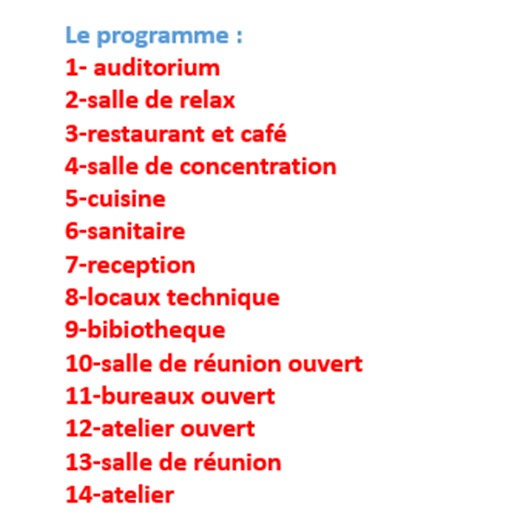 Le programme :
1- auditorium
2-salle de relax
3-restaurant et café
4-salle de concentration
5-cuisine
6-sanitaire
7-reception
8-locaux technique
9-bibiotheque
10-salle de réunion ouvert
11-bureaux ouvert
12-atelier ouvert
13-salle de réunion
14-atelier